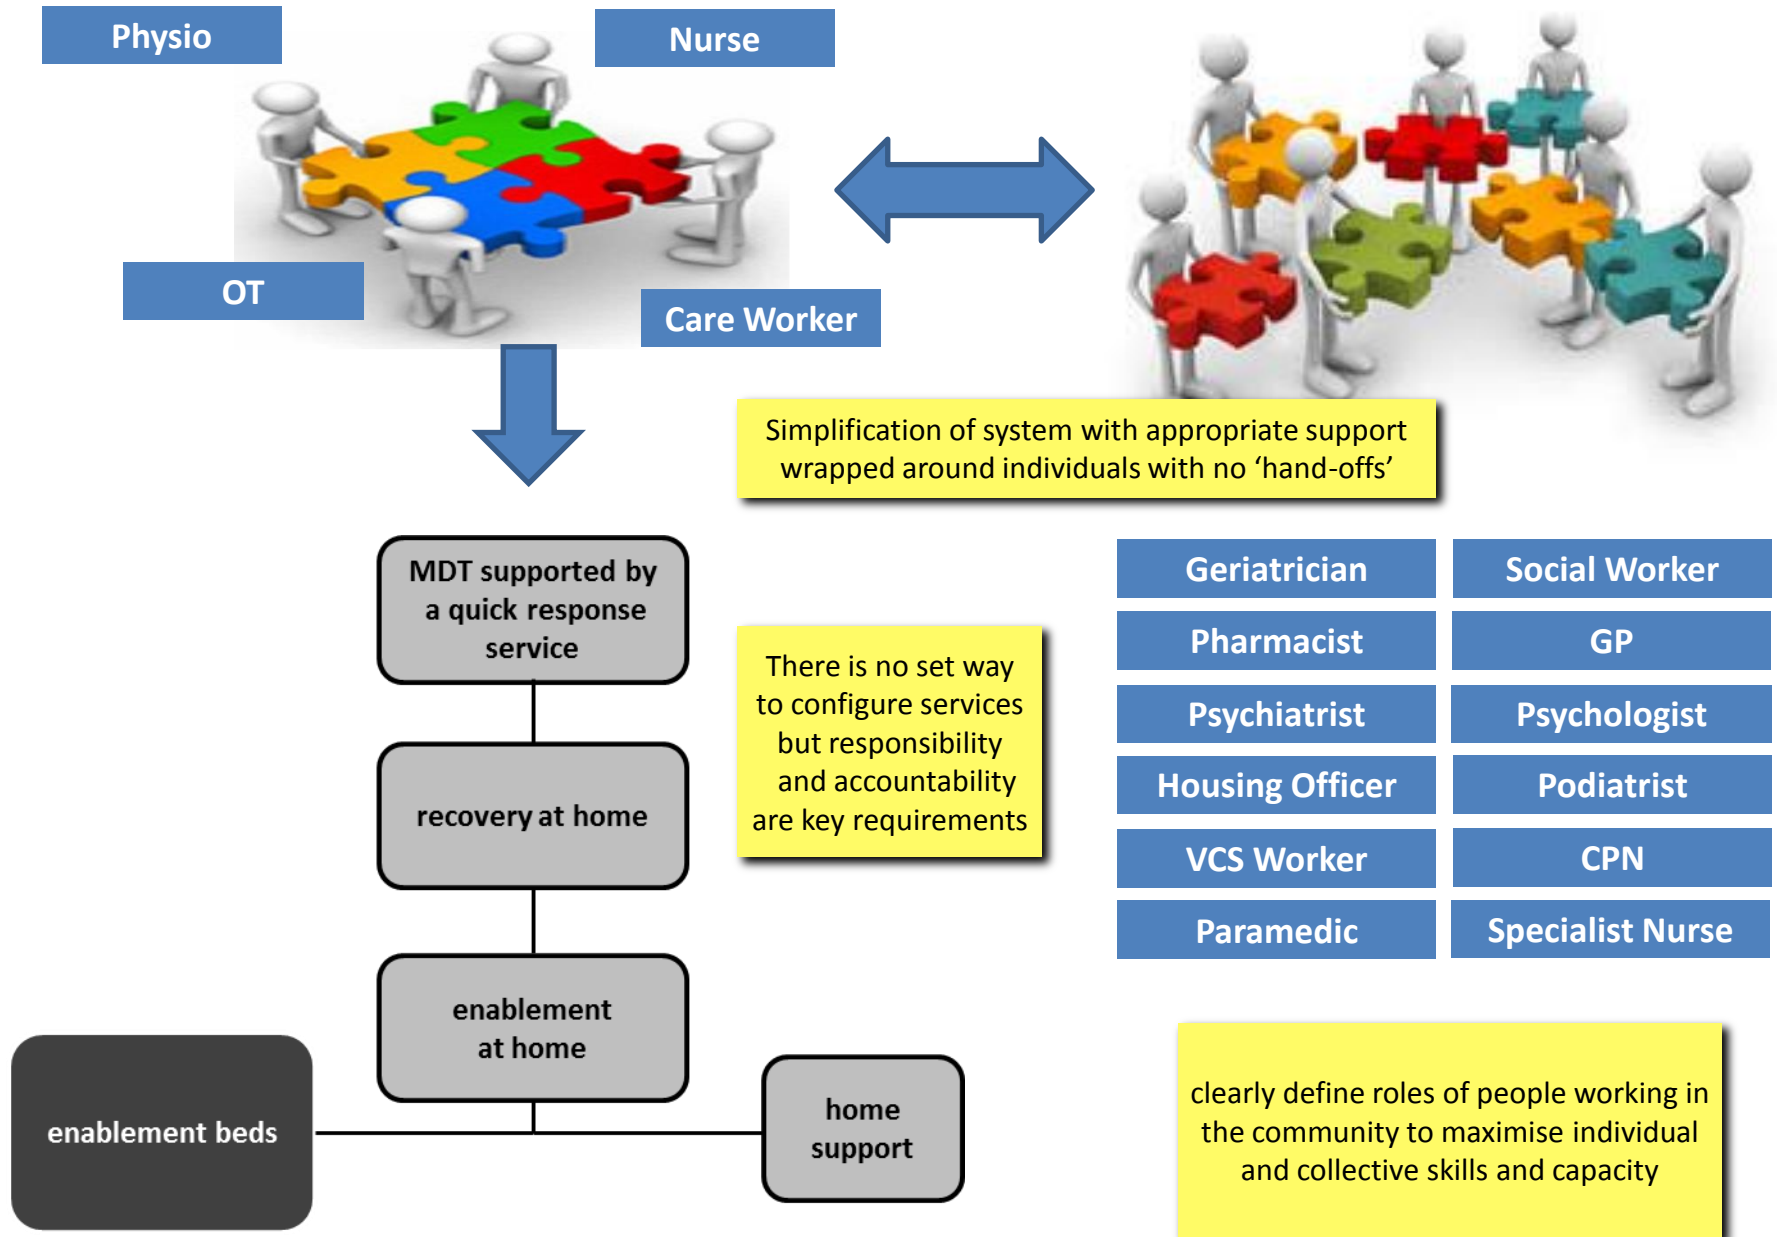 Physio
Nurse
OT
Care Worker
Simplification of system with appropriate support
wrapped around individuals with no ‘hand-offs’
MDT supported by
a quick response
service
recovery at home
enablement
at home
enablement beds
home
support
There is no set way
to configure services
but responsibility
and accountability
are key requirements
Geriatrician
Social Worker
Pharmacist
GP
Psychiatrist
Psychologist
Housing Officer
Podiatrist
VCS Worker
CPN
Paramedic
Specialist Nurse
clearly define roles of people working in
the community to maximise individual
and collective skills and capacity